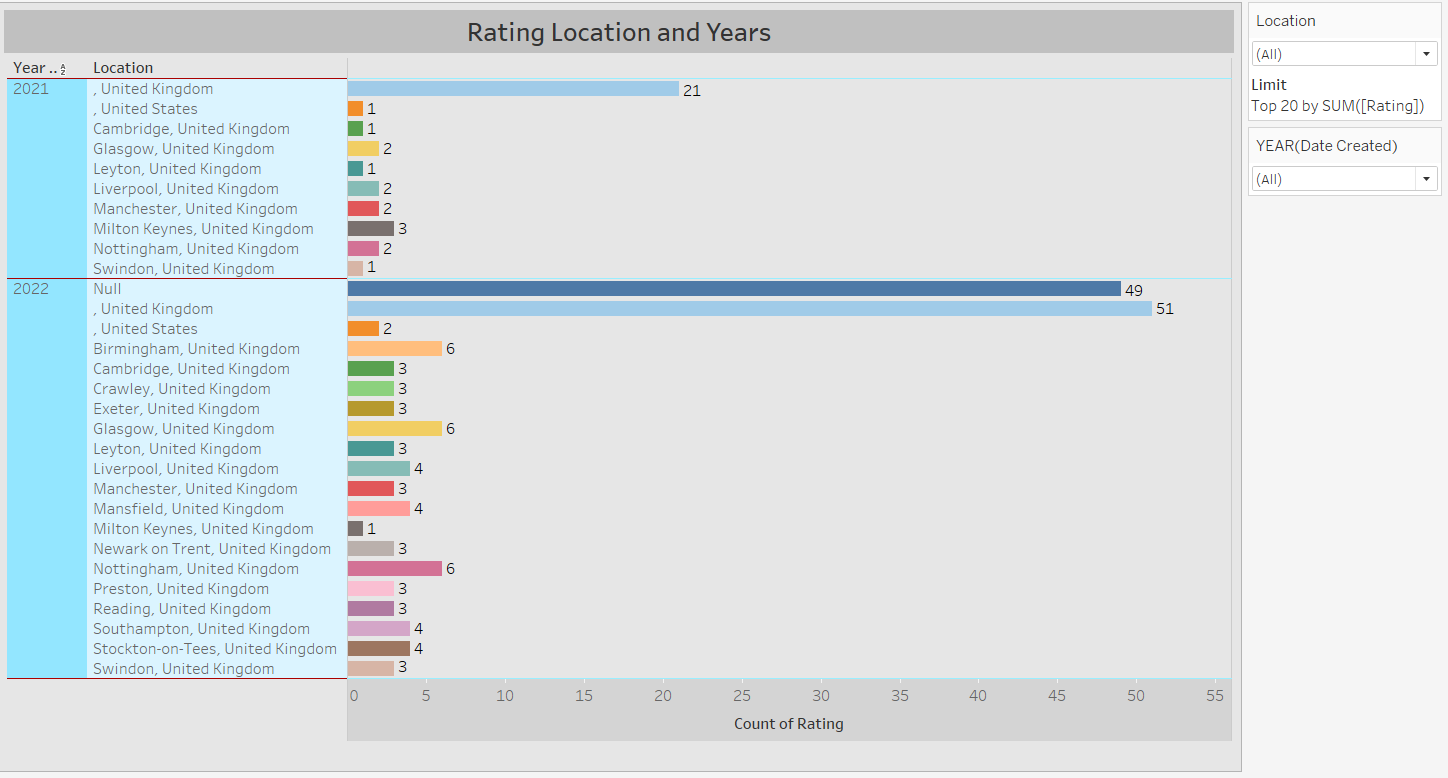 Rating Location and Years
Year .. Location
2021 , United Kingdom 21
, United States 1
Cambridge, United Kingdom 1
Glasgow, United Kingdom 2
Leyton, United Kingdom 1
Liverpool, United Kingdom 2
Manchester, United Kingdom 2
Milton Keynes, United Kingdom 3
Nottingham, United Kingdom 2
Swindon, United Kingdom 1
2022 Null 49
, United Kingdom 51
, United States 2
Birmingham, United Kingdom 6
Cambridge, United Kingdom 3
Crawley, United Kingdom 3
Exeter, United Kingdom 3
Glasgow, United Kingdom 6
Leyton, United Kingdom 3
Liverpool, United Kingdom 4
Manchester, United Kingdom 3
Mansfield, United Kingdom 4
Milton Keynes, United Kingdom 1
Newark on Trent, United Kingdom 3
Nottingham, United Kingdom 6
Preston, United Kingdom 3
Reading, United Kingdom 3
Southampton, United Kingdom 4
Stockton-on-Tees, United Kingdom 4
Swindon, United Kingdom 3
0 5 10 15 20 25 30 35 40 45 50 55
Count of Rating
Location
(All)
Limit
Top 20 by SUM([Rating])
YEAR(Date Created)
(All)